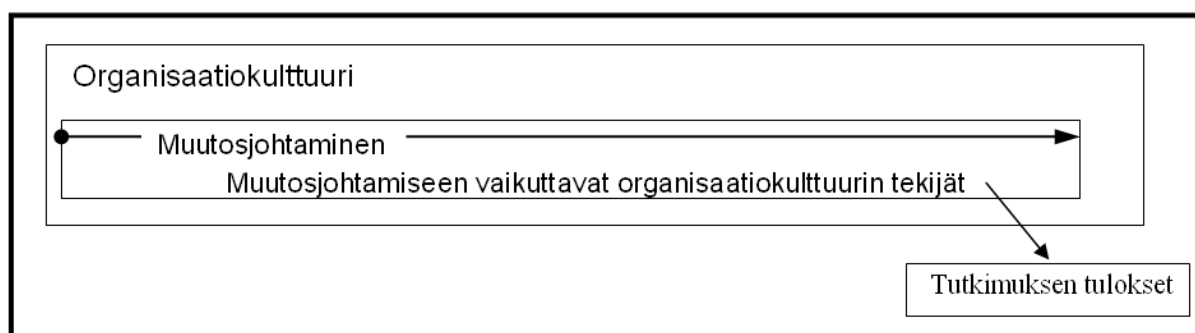 Organisaatiokulttuuri
Muutosjohtaminen
Muutosjohtamiseen vaikuttavat organisaatiokulttuurin tekijät
Tutkimuksen tulokset